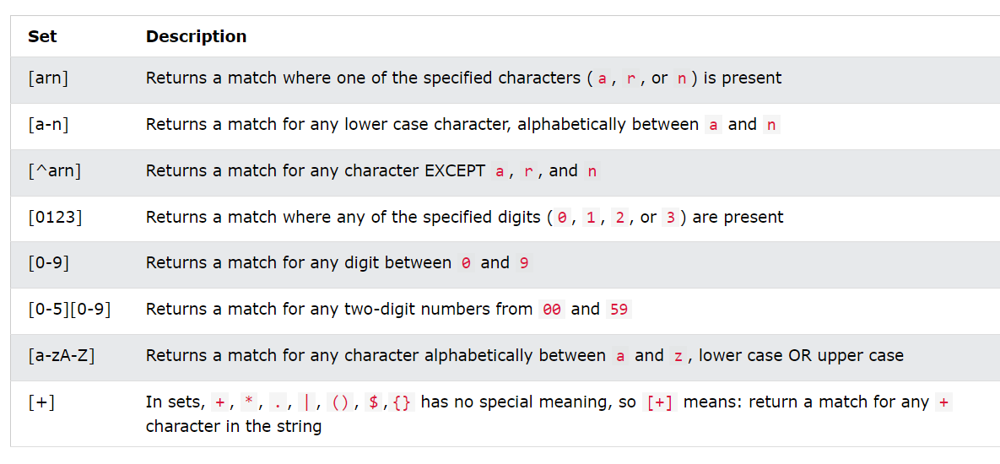 Set Description
[arn] Returns a match where one of the specified characters (a, r, or n) is present
[a-n] Returns a match for any lower case character, alphabetically between a and n
[^arn] Returns a match for any character EXCEPT a, r, and n
[0123] Returns a match where any of the specified digits (0, 1, 2, or 3) are present
[0-9] Returns a match for any digit between 0 and 9
[0-5][0-9] Returns a match for any two-digit numbers from 00 and 59
[a-zA-Z] Returns a match for any character alphabetically between a and z, lower case OR upper case
[+] In sets, +, *, ., |, (), $,{} has no special meaning, so [+] means: return a match for any +
character in the string